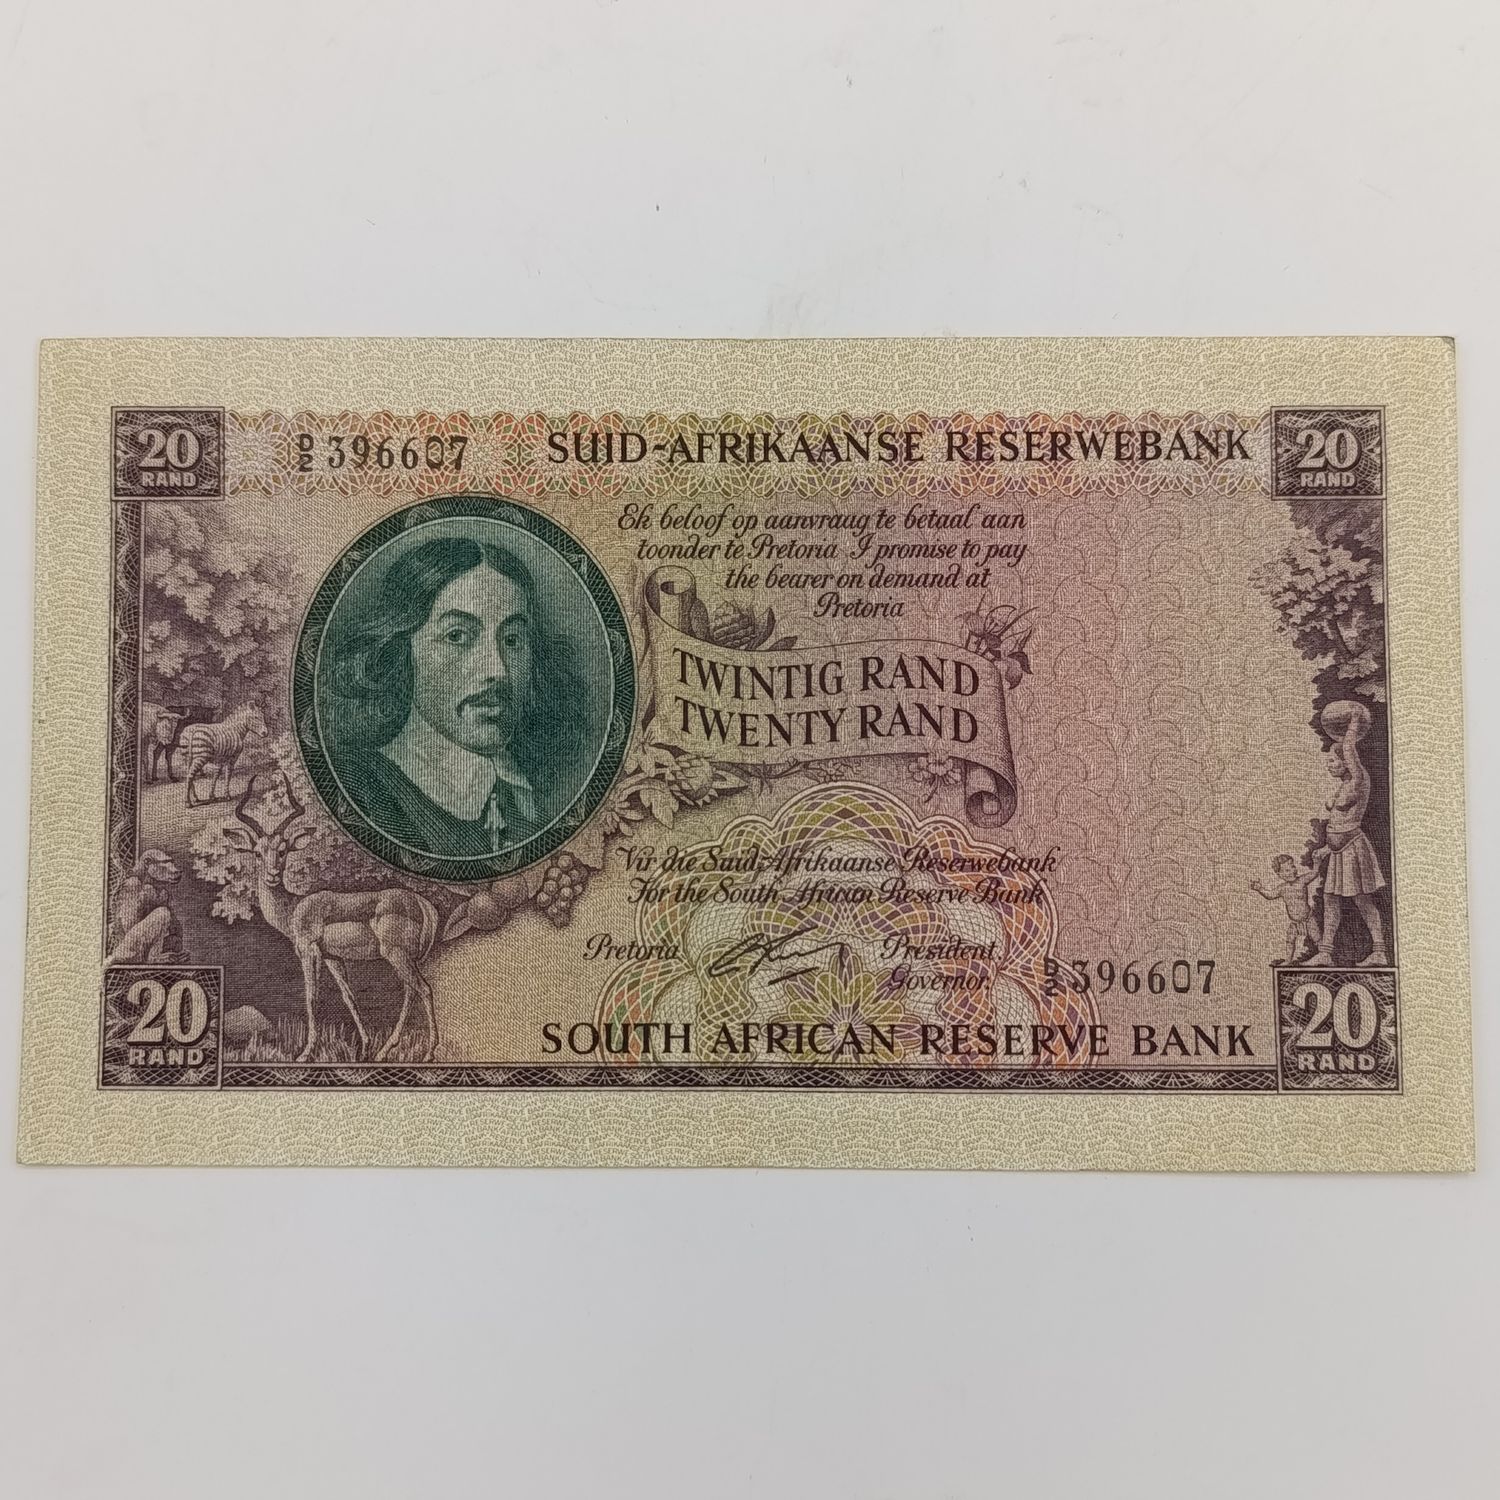 20 RAND
D/2 396607
SUID-AFRIKAANSE RESERWEBANK
20 RAND
Ek beloof op aanvraag te betaal aan
toonder te Pretoria I promise to pay
the bearer on demand at
Pretoria
TWINTIG RAND
TWENTY RAND
Vir die Suid-Afrikaanse Reserwebank
For the South African Reserve Bank
Pretoria
President.
Governor.
D/2 396607
20 RAND
SOUTH AFRICAN RESERVE BANK
20 RAND